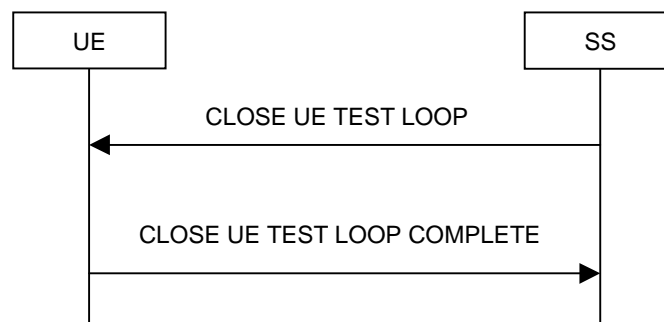 UE
SS
CLOSE UE TEST LOOP
CLOSE UE TEST LOOP COMPLETE